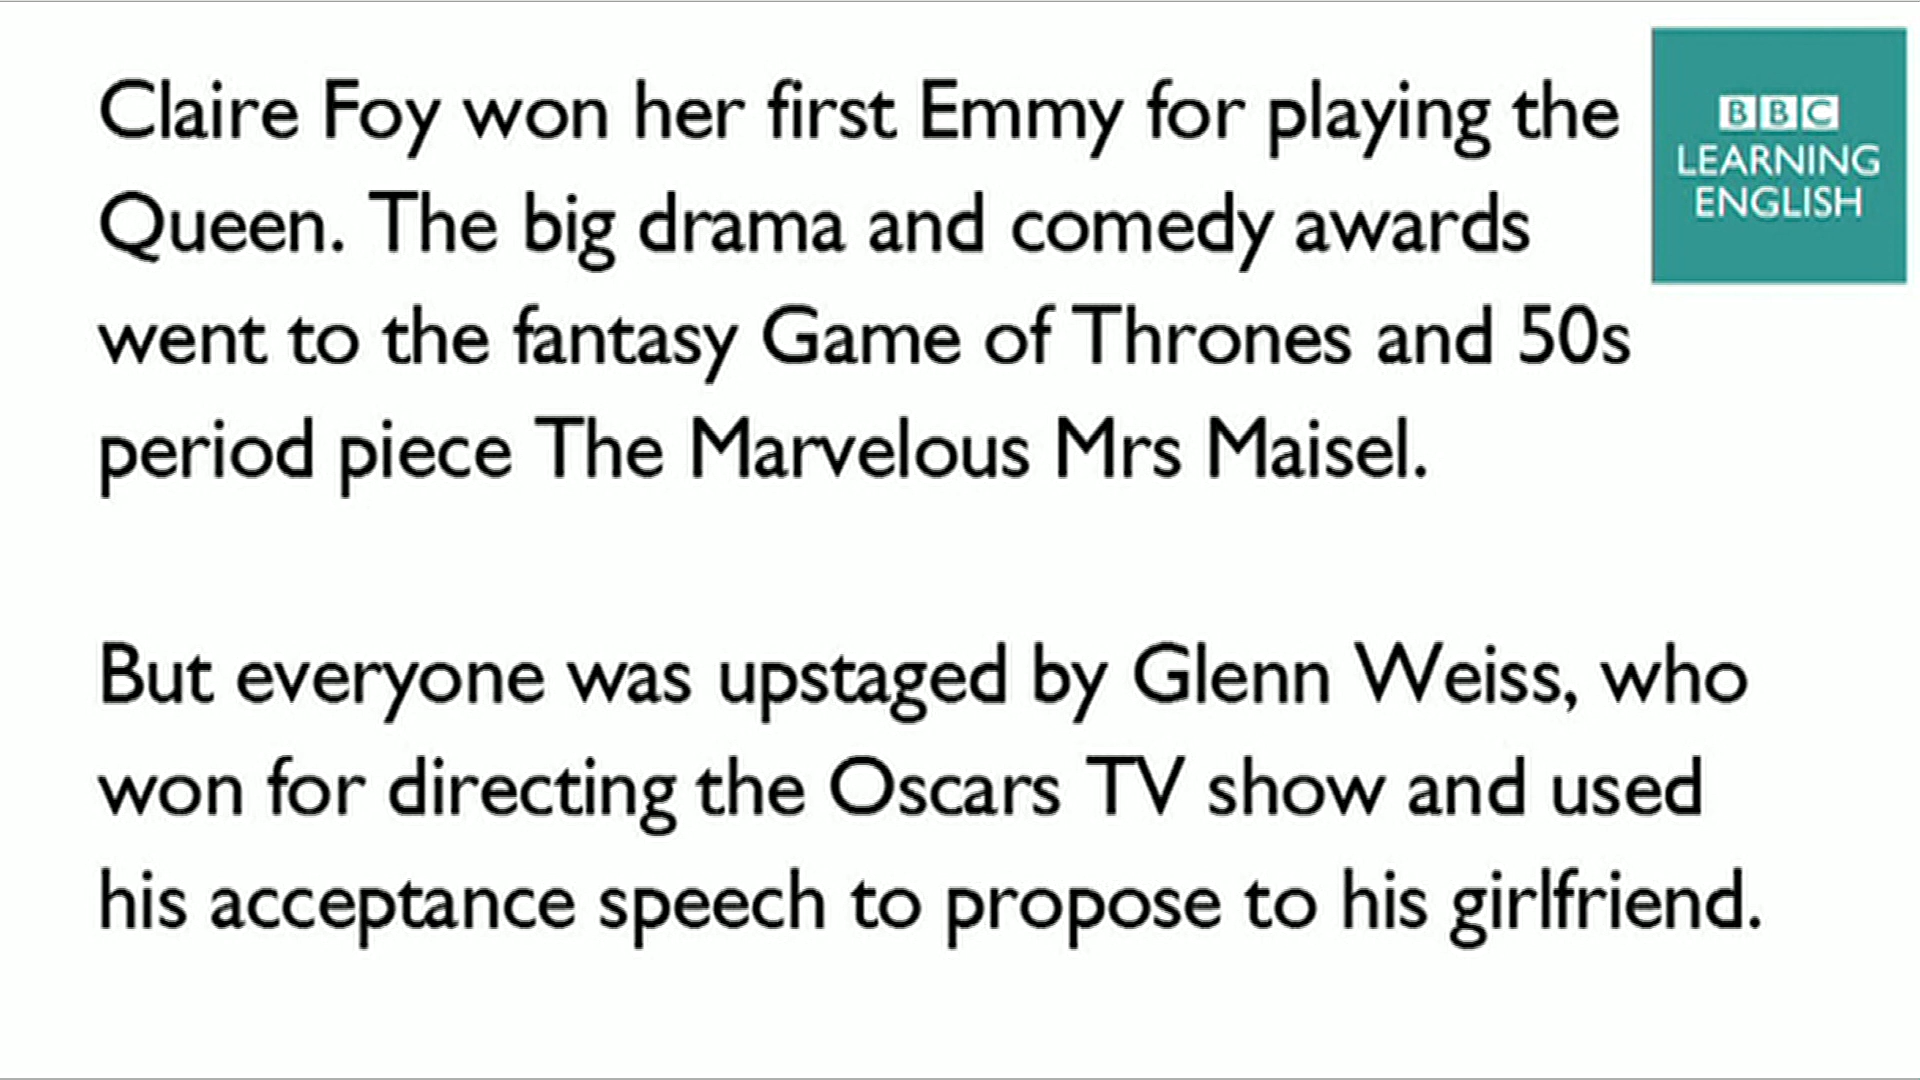 Claire Foy won her first Emmy for playing the
Queen. The big drama and comedy awards
went to the fantasy Game of Thrones and 50s
period piece The Marvelous Mrs Maisel.
But everyone was upstaged by Glenn Weiss, who
won for directing the Oscars TV show and used
his acceptance speech to propose to his girlfriend.
BBC
LEARNING
ENGLISH